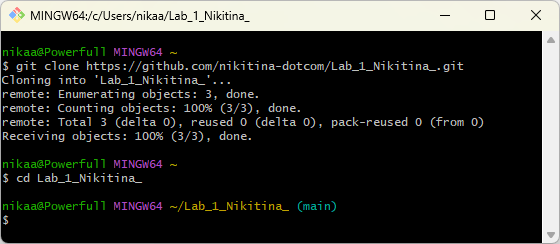 MINGW64:/c/Users/nikaa/Lab_1_Nikitina_
nikaa@Powerfull MINGW64 ~
$ git clone https://github.com/nikitina-dotcom/Lab_1_Nikitina_.git
Cloning into 'Lab_1_Nikitina_'...
remote: Enumerating objects: 3, done.
remote: Counting objects: 100% (3/3), done.
remote: Total 3 (delta 0), reused 0 (delta 0), pack-reused 0 (from 0)
Receiving objects: 100% (3/3), done.
nikaa@Powerfull MINGW64 ~
$ cd Lab_1_Nikitina_
nikaa@Powerfull MINGW64 ~/Lab_1_Nikitina_ (main)
$